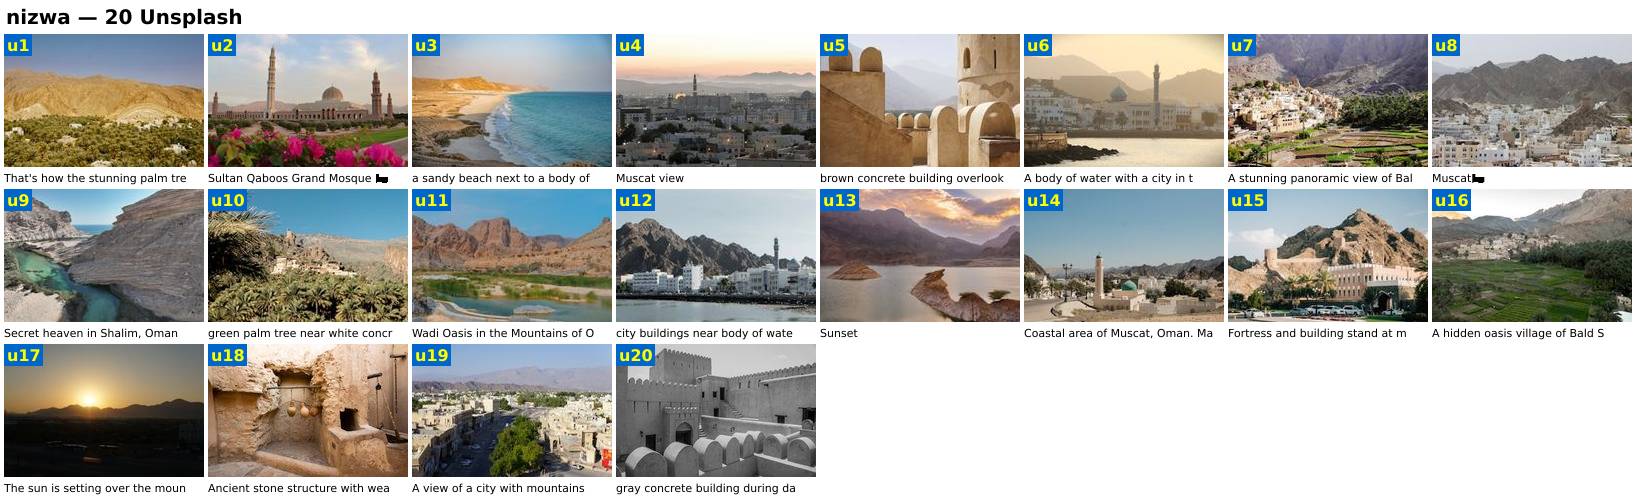 nizwa — 20 Unsplash
u1
u2
u3
u4
u5
u6
u7
u8
That's how the stunning palm tre
Sultan Qaboos Grand Mosque
a sandy beach next to a body of
Muscat view
brown concrete building overlook
A body of water with a city in t
A stunning panoramic view of Bal
Muscat
u9
u10
u11
u12
u13
u14
u15
u16
Secret heaven in Shalim, Oman
green palm tree near white concr
Wadi Oasis in the Mountains of O
city buildings near body of wate
Sunset
Coastal area of Muscat, Oman. Ma
Fortress and building stand at m
A hidden oasis village of Bald S
u17
u18
u19
u20
The sun is setting over the moun
Ancient stone structure with wea
A view of a city with mountains
gray concrete building during da